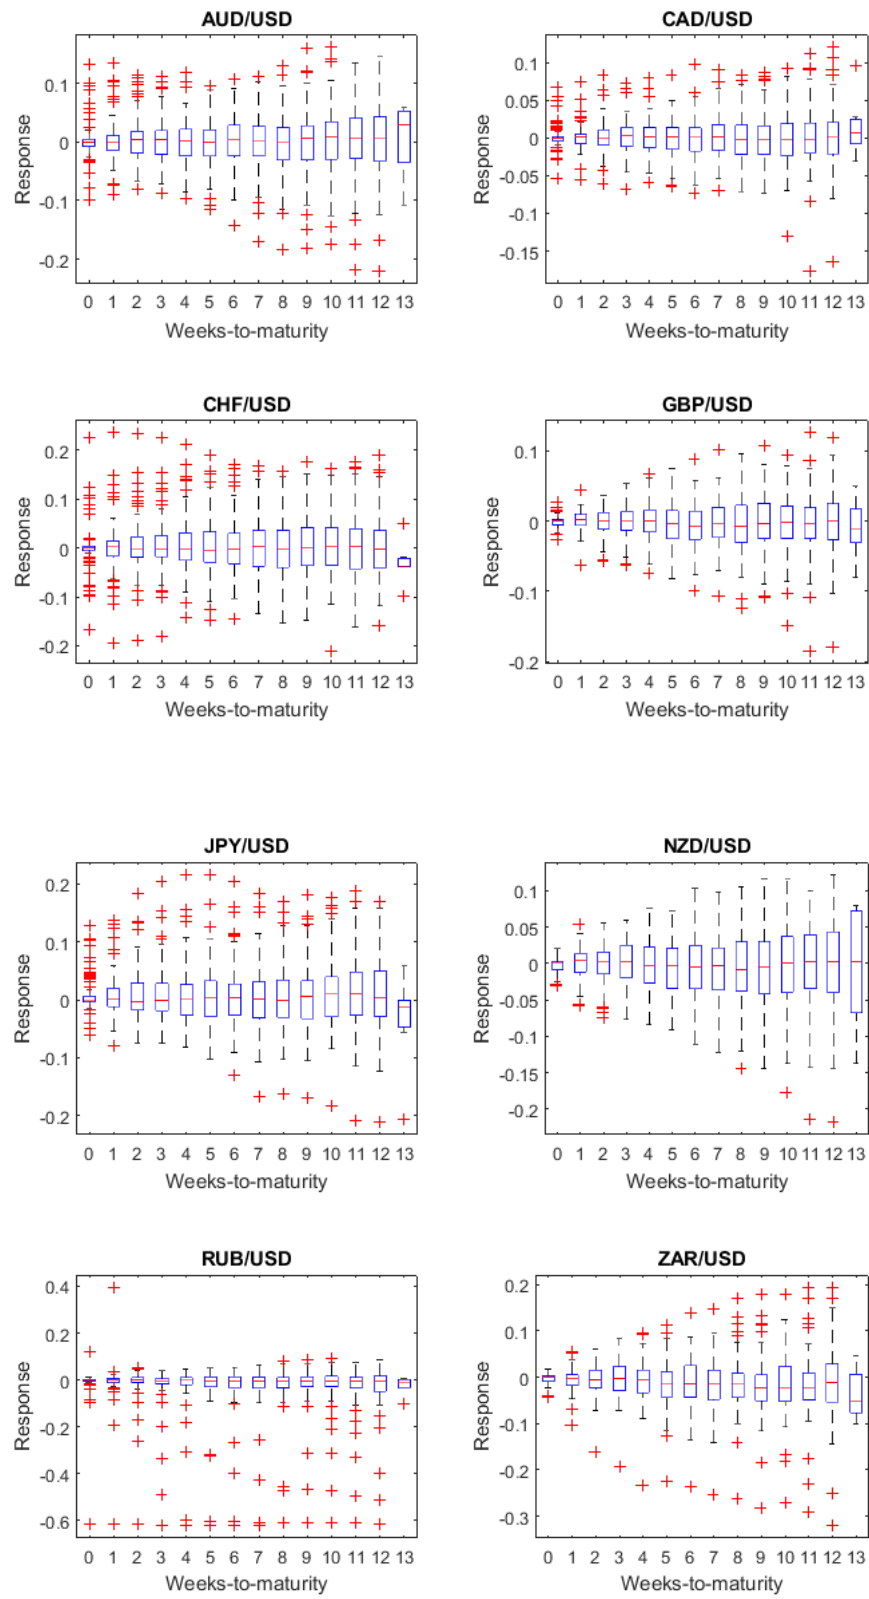 AUD/USD
0.1
0
-0.1
-0.2
Response
0 1 2 3 4 5 6 7 8 9 10 11 12 13
Weeks-to-maturity
CAD/USD
0.1
0.05
0
-0.05
-0.1
-0.15
Response
0 1 2 3 4 5 6 7 8 9 10 11 12 13
Weeks-to-maturity
CHF/USD
0.2
0.1
0
-0.1
-0.2
Response
0 1 2 3 4 5 6 7 8 9 10 11 12 13
Weeks-to-maturity
GBP/USD
0.1
0
-0.1
-0.2
Response
0 1 2 3 4 5 6 7 8 9 10 11 12 13
Weeks-to-maturity
JPY/USD
0.2
0.1
0
-0.1
-0.2
Response
0 1 2 3 4 5 6 7 8 9 10 11 12 13
Weeks-to-maturity
NZD/USD
0.1
0.05
0
-0.05
-0.1
-0.15
-0.2
Response
0 1 2 3 4 5 6 7 8 9 10 11 12 13
Weeks-to-maturity
RUB/USD
0.4
0.2
0
-0.2
-0.4
-0.6
Response
0 1 2 3 4 5 6 7 8 9 10 11 12 13
Weeks-to-maturity
ZAR/USD
0.2
0.1
0
-0.1
-0.2
-0.3
Response
0 1 2 3 4 5 6 7 8 9 10 11 12 13
Weeks-to-maturity